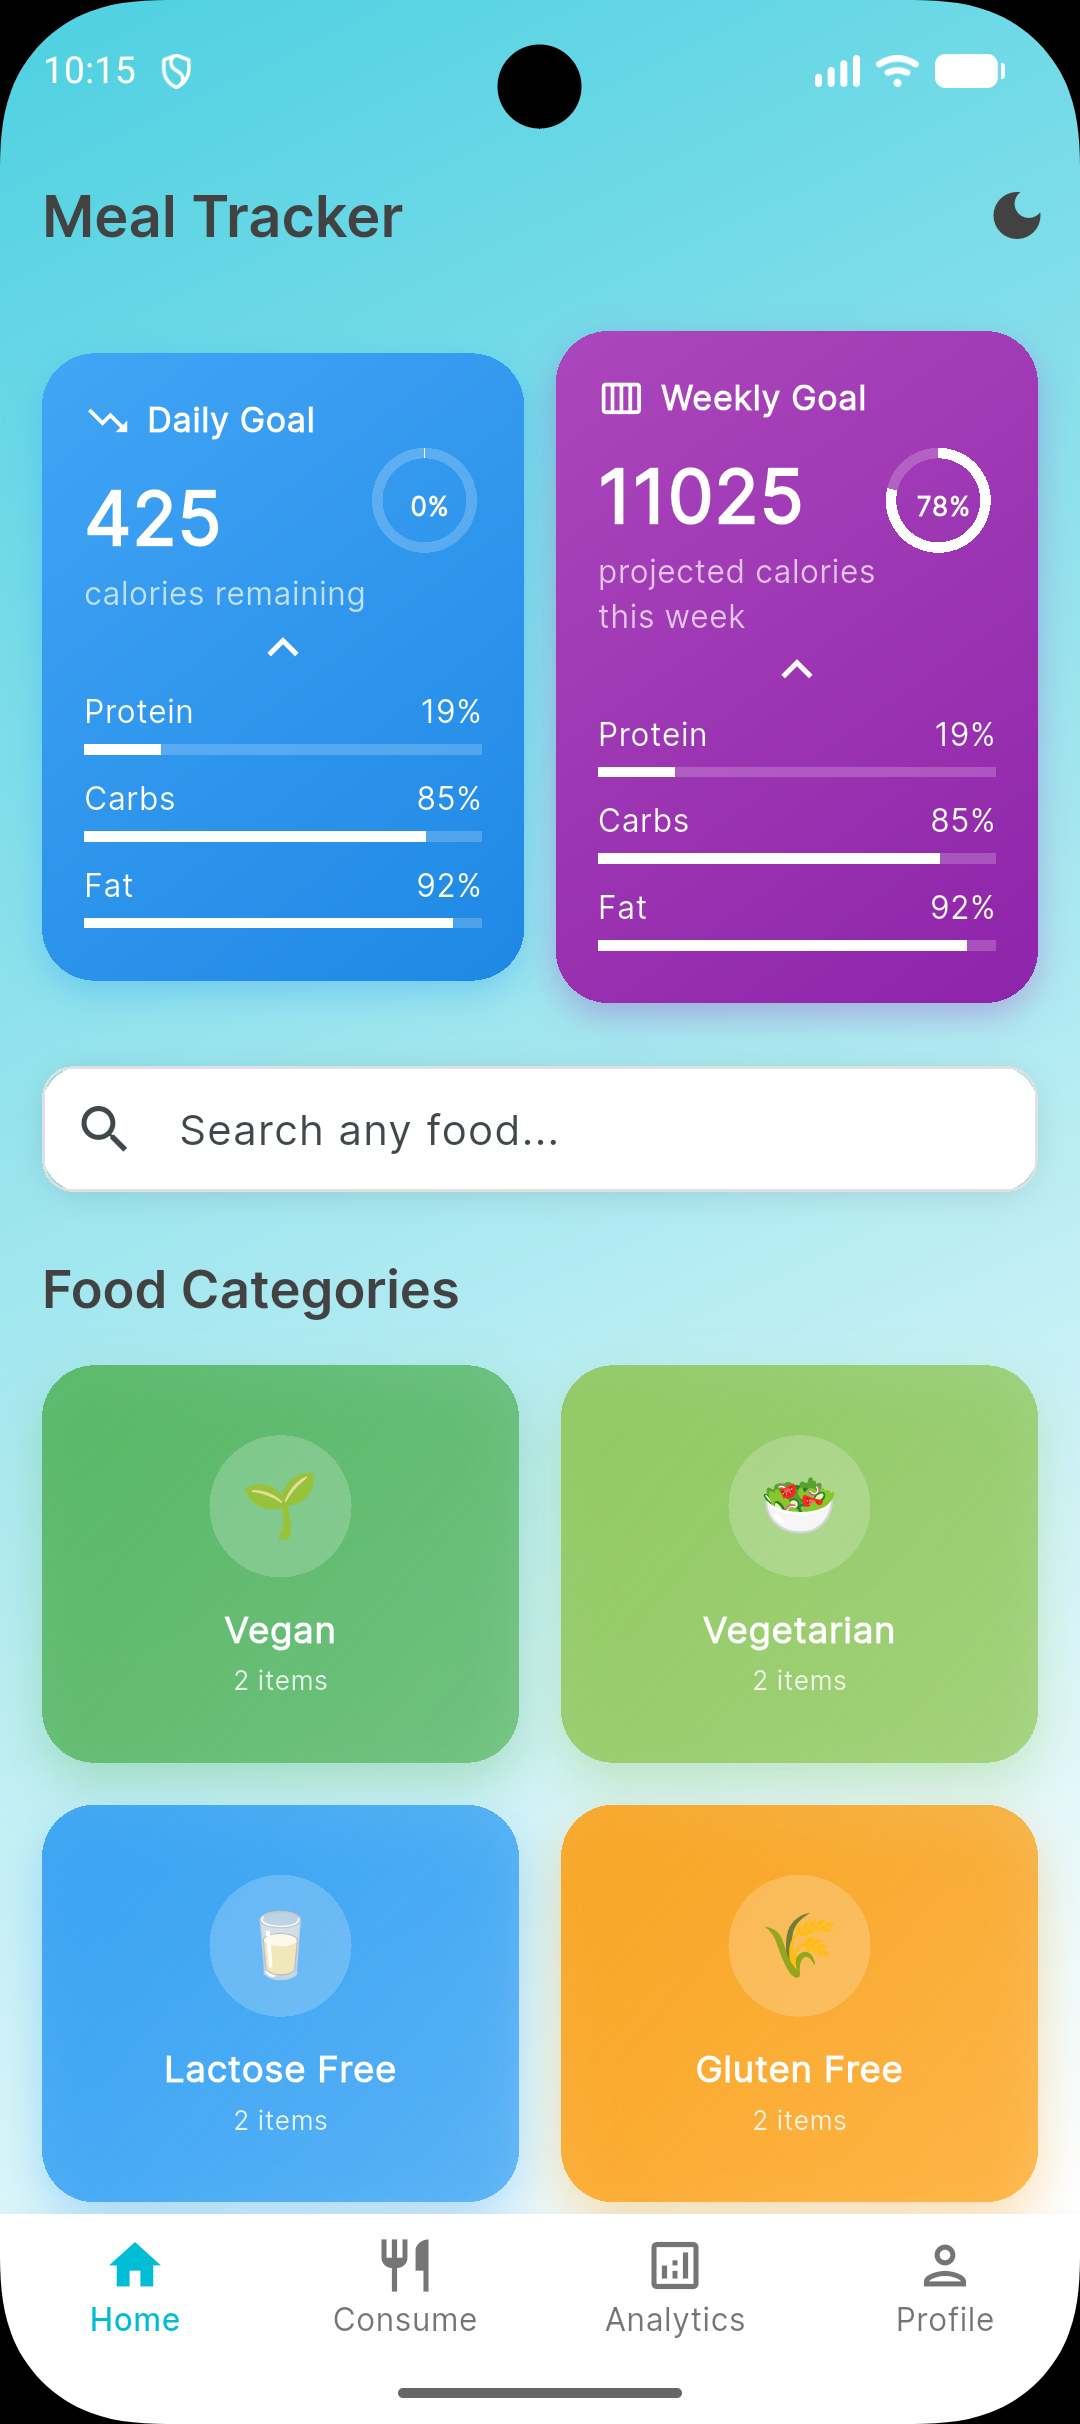 10:15
Meal Tracker
Daily Goal
425
0%
calories remaining
Protein 19%
Carbs 85%
Fat 92%
Weekly Goal
11025
78%
projected calories
this week
Protein 19%
Carbs 85%
Fat 92%
Search any food...
Food Categories
Vegan
2 items
Vegetarian
2 items
Lactose Free
2 items
Gluten Free
2 items
Home
Consume
Analytics
Profile